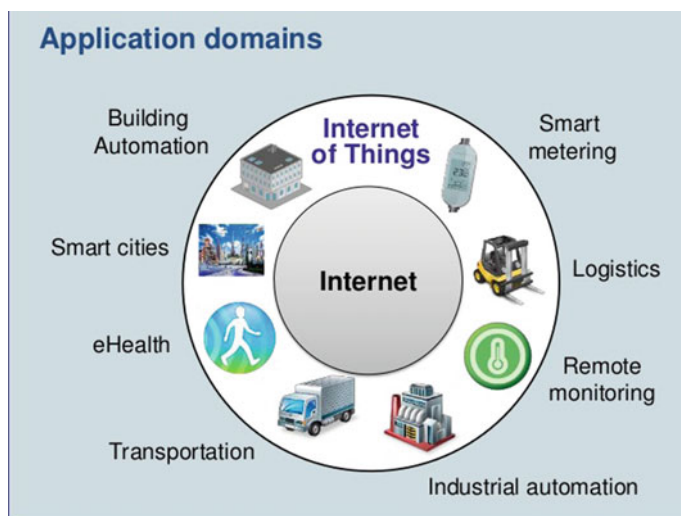 Application domains
Building
Automation
Internet
of Things
Smart
metering
Smart cities
Internet
Logistics
eHealth
Remote
monitoring
Transportation
Industrial automation